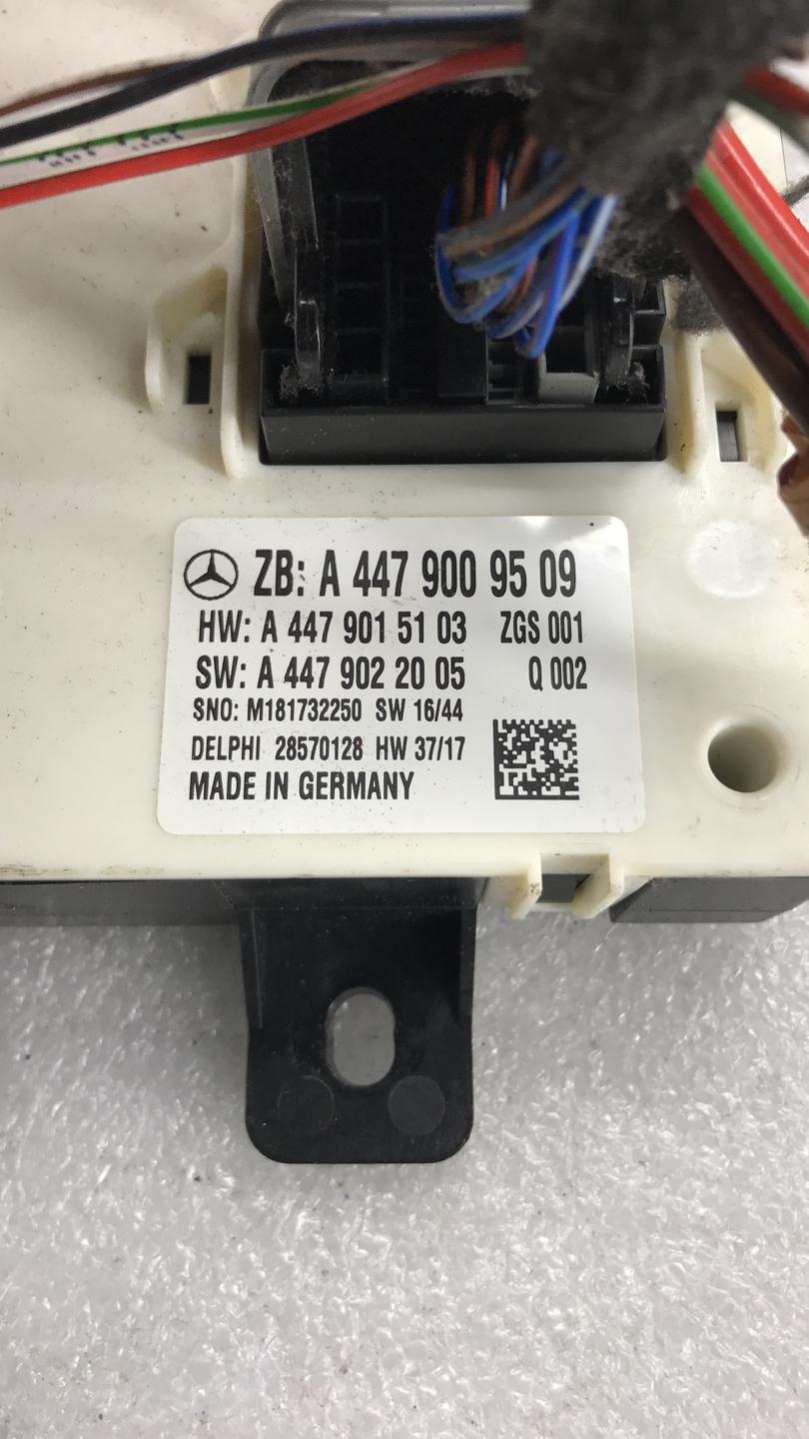 ZB: A 447 900 95 09
HW: A 447 901 51 03 ZGS 001
SW: A 447 902 20 05 Q 002
SNO: M181732250 SW 16/44
DELPHI 28570128 HW 37/17
MADE IN GERMANY